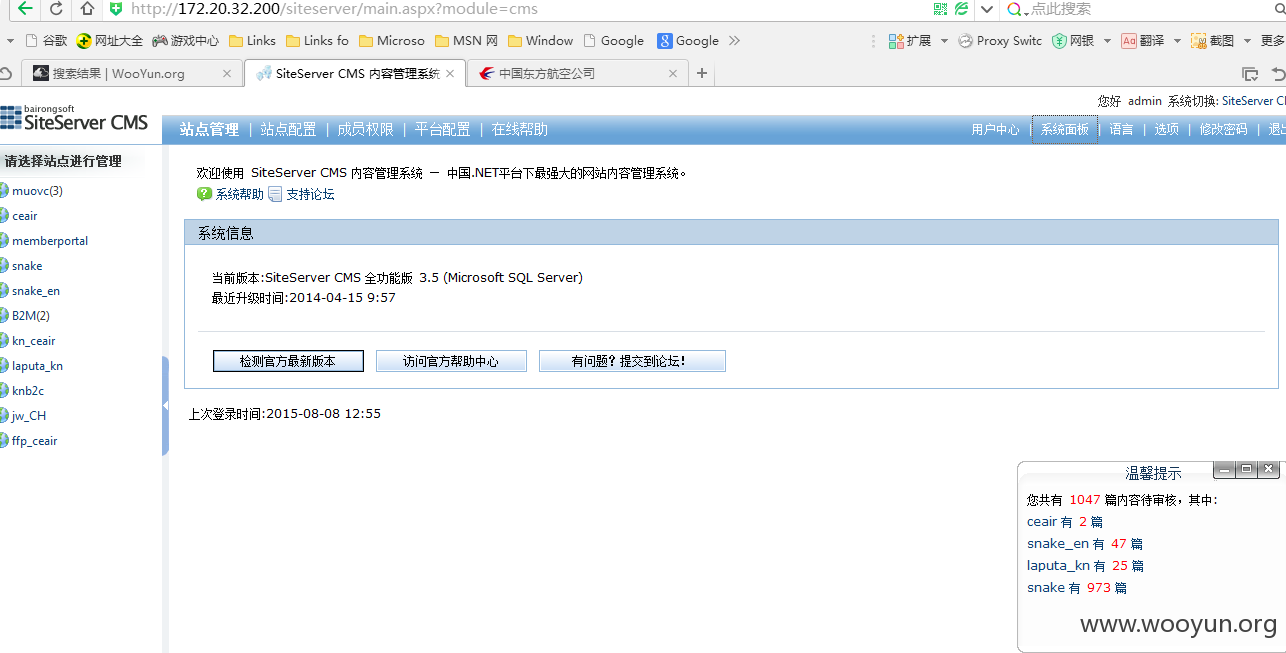 http://172.20.32.200/siteserver/main.aspx?module=cms
点此搜索
谷歌 网址大全 游戏中心 Links Links fo Microso MSN 网 Window Google Google 扩展 Proxy Switc 网银 翻译 截图 更多
搜索结果 | WooYun.org SiteServer CMS 内容管理系统 中国东方航空公司
您好 admin 系统切换: SiteServer C
bairongsoft
SiteServer CMS
站点管理 | 站点配置 | 成员权限 | 平台配置 | 在线帮助 用户中心 | 系统面板 | 语言 | 选项 | 修改密码 | 退出
请选择站点进行管理
muovc(3)
ceair
memberportal
snake
snake_en
B2M(2)
kn_ceair
laputa_kn
knb2c
jw_CH
ffp_ceair
欢迎使用 SiteServer CMS 内容管理系统 — 中国.NET平台下最强大的网站内容管理系统。
系统帮助 支持论坛
系统信息
当前版本:SiteServer CMS 全功能版 3.5 (Microsoft SQL Server)
最近升级时间:2014-04-15 9:57
检测官方最新版本 访问官方帮助中心 有问题？提交到论坛！
上次登录时间:2015-08-08 12:55
温馨提示
您共有 1047 篇内容待审核，其中：
ceair 有 2 篇
snake_en 有 47 篇
laputa_kn 有 25 篇
snake 有 973 篇
www.wooyun.org